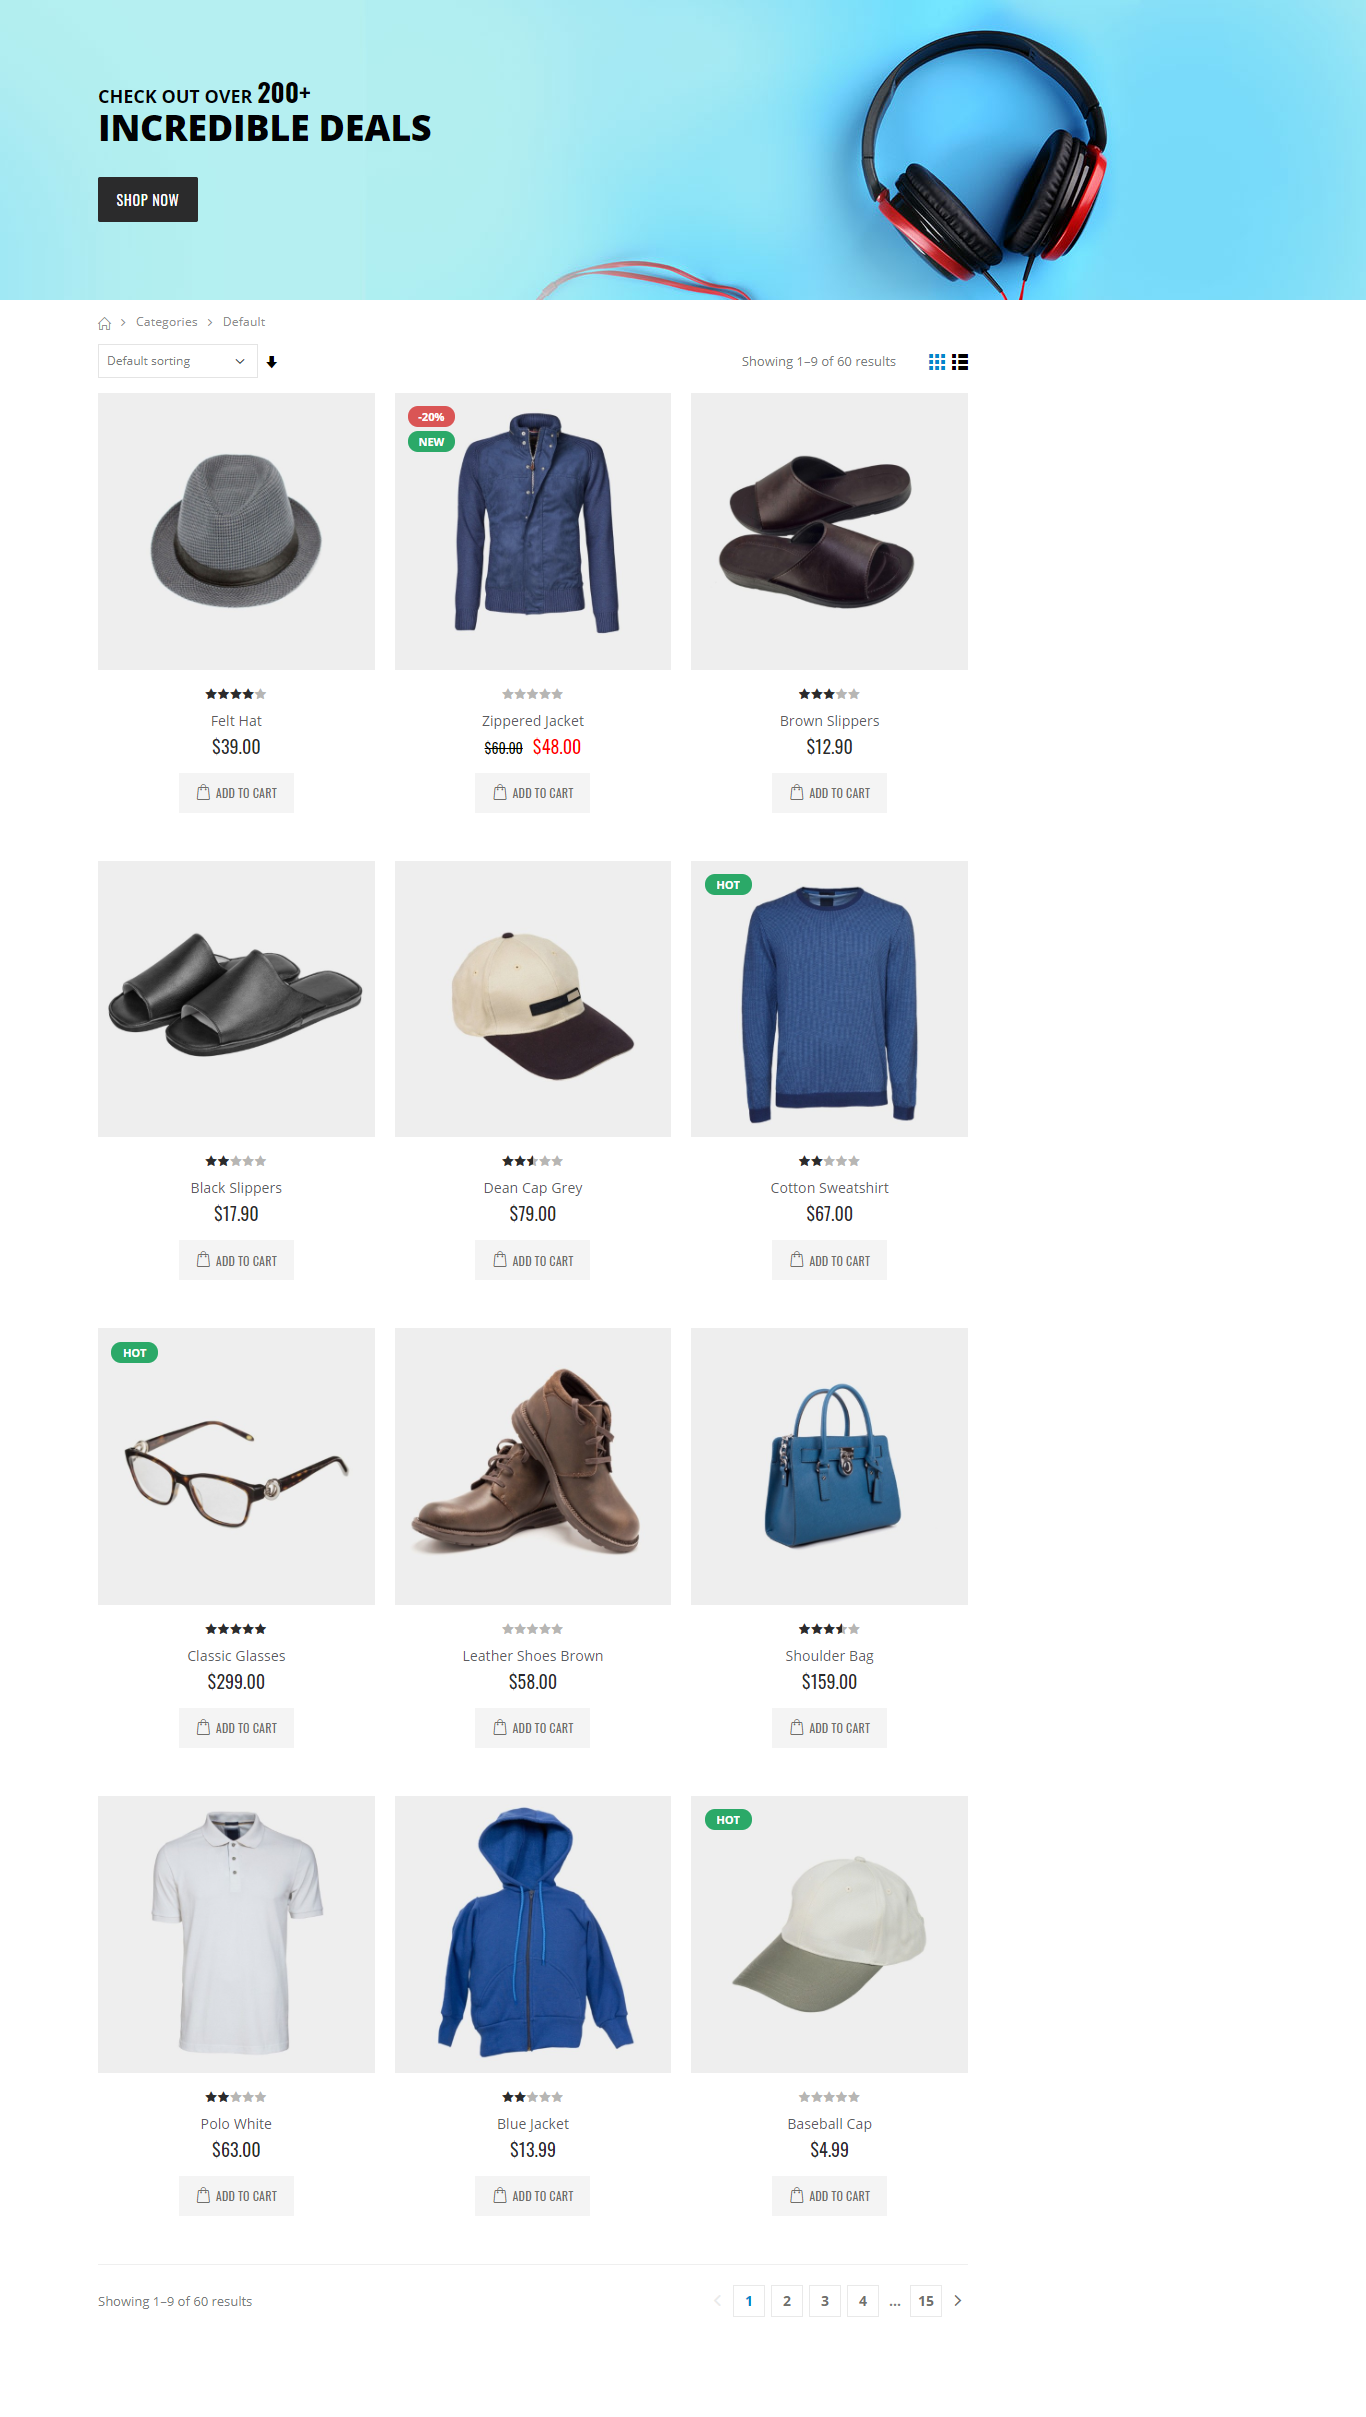 CHECK OUT OVER 200+
INCREDIBLE DEALS
SHOP NOW
Categories > Default
Default sorting
Showing 1–9 of 60 results
-20%
NEW
Felt Hat
$39.00
ADD TO CART
Zippered Jacket
$60.00 $48.00
ADD TO CART
Brown Slippers
$12.90
ADD TO CART
HOT
Black Slippers
$17.90
ADD TO CART
Dean Cap Grey
$79.00
ADD TO CART
Cotton Sweatshirt
$67.00
ADD TO CART
HOT
Classic Glasses
$299.00
ADD TO CART
Leather Shoes Brown
$58.00
ADD TO CART
Shoulder Bag
$159.00
ADD TO CART
HOT
Polo White
$63.00
ADD TO CART
Blue Jacket
$13.99
ADD TO CART
Baseball Cap
$4.99
ADD TO CART
Showing 1–9 of 60 results
1 2 3 4 ... 15